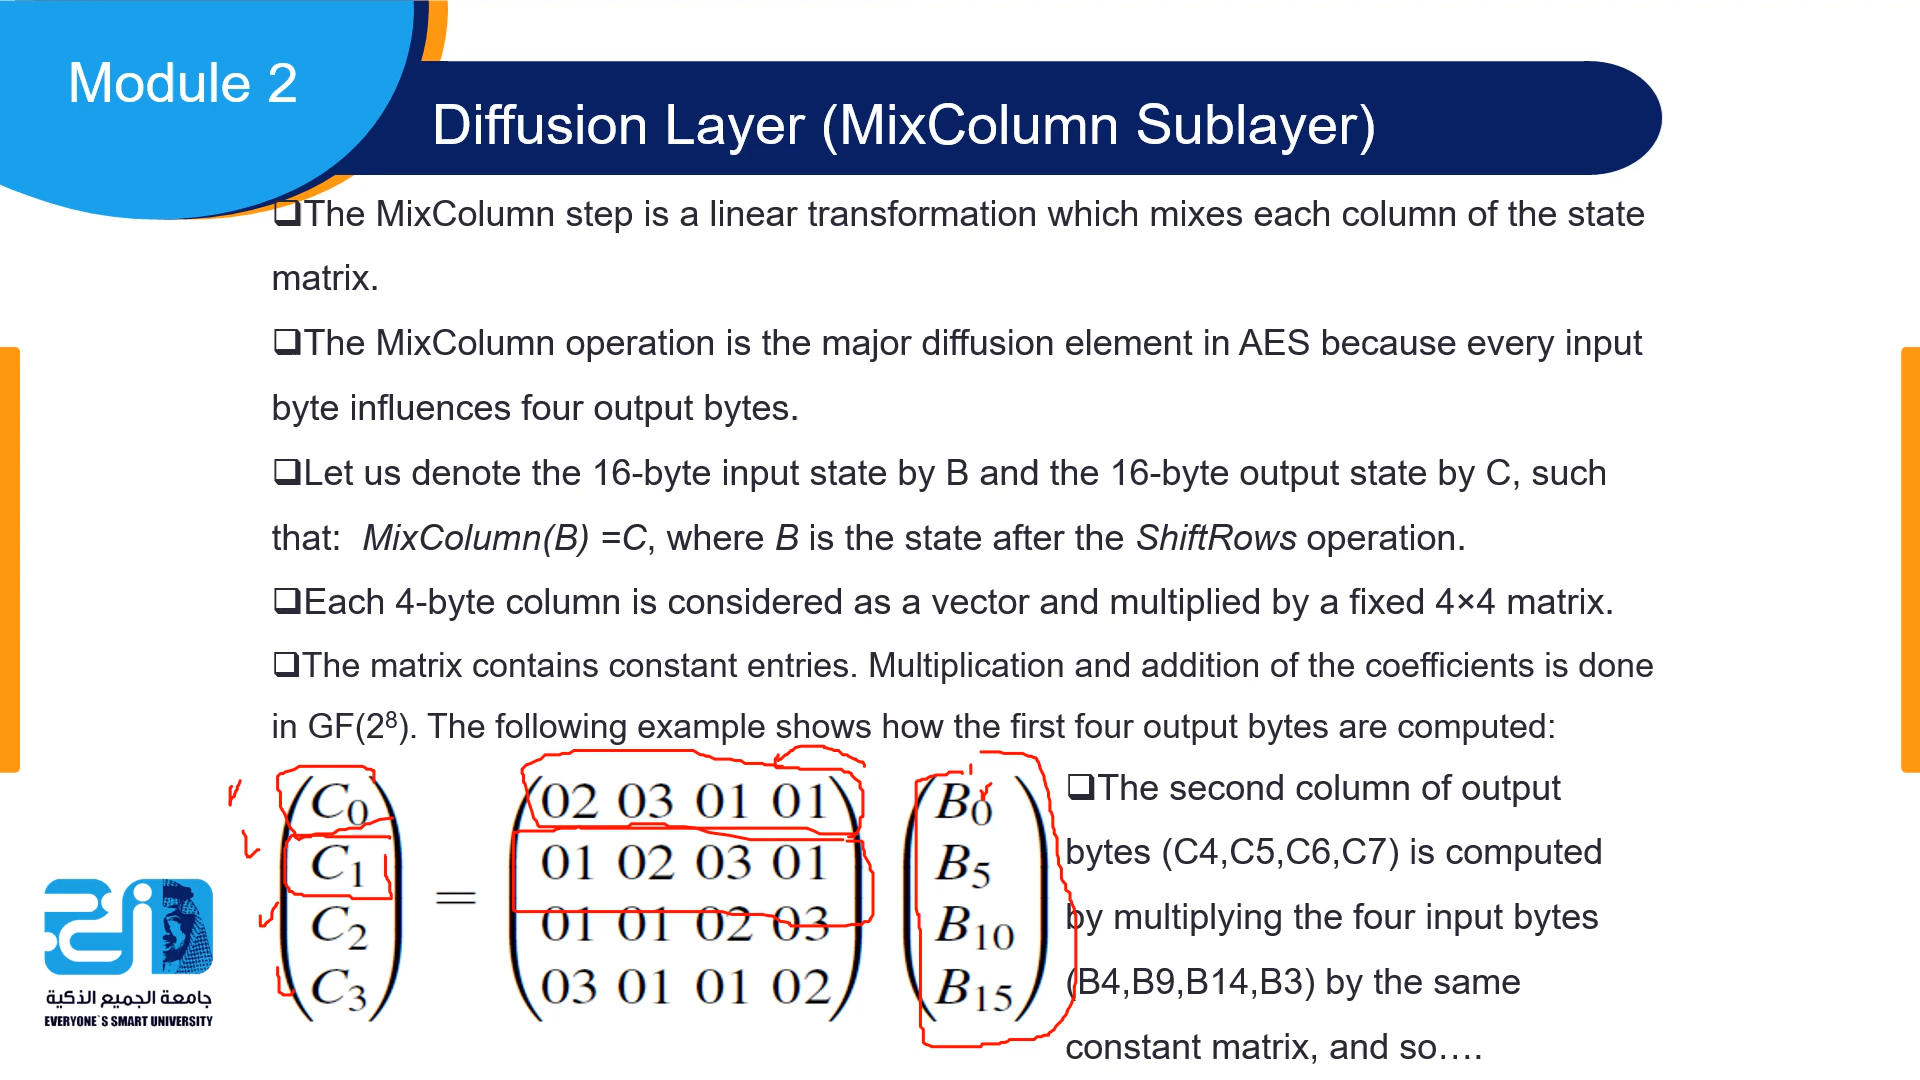 Module 2
Diffusion Layer (MixColumn Sublayer)
❑The MixColumn step is a linear transformation which mixes each column of the state
matrix.
❑The MixColumn operation is the major diffusion element in AES because every input
byte influences four output bytes.
❑Let us denote the 16-byte input state by B and the 16-byte output state by C, such
that: MixColumn(B) =C, where B is the state after the ShiftRows operation.
❑Each 4-byte column is considered as a vector and multiplied by a fixed 4×4 matrix.
❑The matrix contains constant entries. Multiplication and addition of the coefficients is done
in GF(2⁸). The following example shows how the first four output bytes are computed:
C₀ 02 03 01 01 B₀
C₁ 01 02 03 01 B₅
=
C₂ 01 01 02 03 B₁₀
C₃ 03 01 01 02 B₁₅
❑The second column of output
bytes (C4,C5,C6,C7) is computed
by multiplying the four input bytes
(B4,B9,B14,B3) by the same
constant matrix, and so….
جامعة الجميع الذكية
EVERYONE`S SMART UNIVERSITY